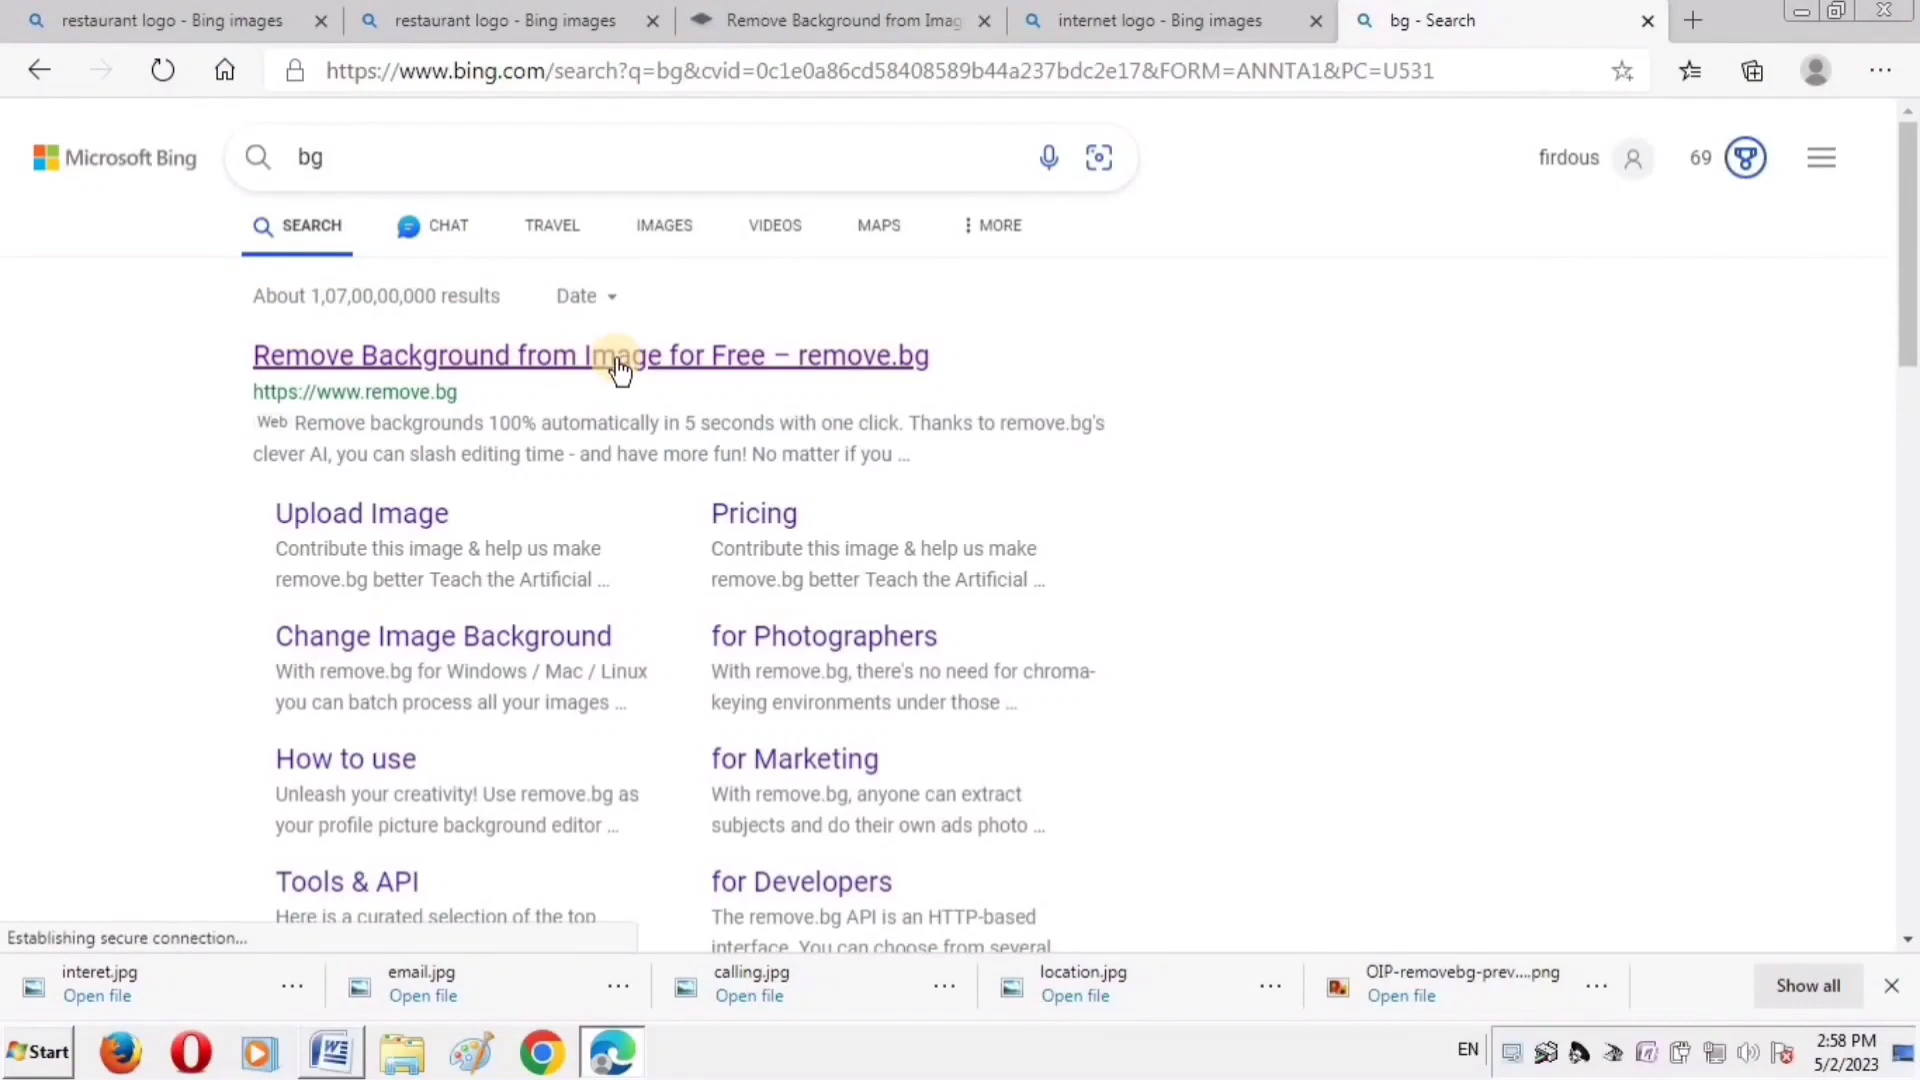 restaurant logo - Bing images
restaurant logo - Bing images
Remove Background from Imag
internet logo - Bing images
bg - Search
https://www.bing.com/search?q=bg&cvid=0c1e0a86cd58408589b44a237bdc2e17&FORM=ANNTA1&PC=U531
Microsoft Bing
bg
firdous
69
SEARCH
CHAT
TRAVEL
IMAGES
VIDEOS
MAPS
MORE
About 1,07,00,00,000 results
Date
Remove Background from Image for Free – remove.bg
https://www.remove.bg
Web Remove backgrounds 100% automatically in 5 seconds with one click. Thanks to remove.bg's
clever AI, you can slash editing time - and have more fun! No matter if you ...
Upload Image
Contribute this image & help us make
remove.bg better Teach the Artificial ...
Pricing
Contribute this image & help us make
remove.bg better Teach the Artificial ...
Change Image Background
With remove.bg for Windows / Mac / Linux
you can batch process all your images ...
for Photographers
With remove.bg, there's no need for chroma-
keying environments under those ...
How to use
Unleash your creativity! Use remove.bg as
your profile picture background editor ...
for Marketing
With remove.bg, anyone can extract
subjects and do their own ads photo ...
Tools & API
Here is a curated selection of the top
for Developers
The remove.bg API is an HTTP-based
interface. You can choose from several
Establishing secure connection...
interet.jpg
Open file
email.jpg
Open file
calling.jpg
Open file
location.jpg
Open file
OIP-removebg-prev....png
Open file
Show all
Start
EN
2:58 PM
5/2/2023